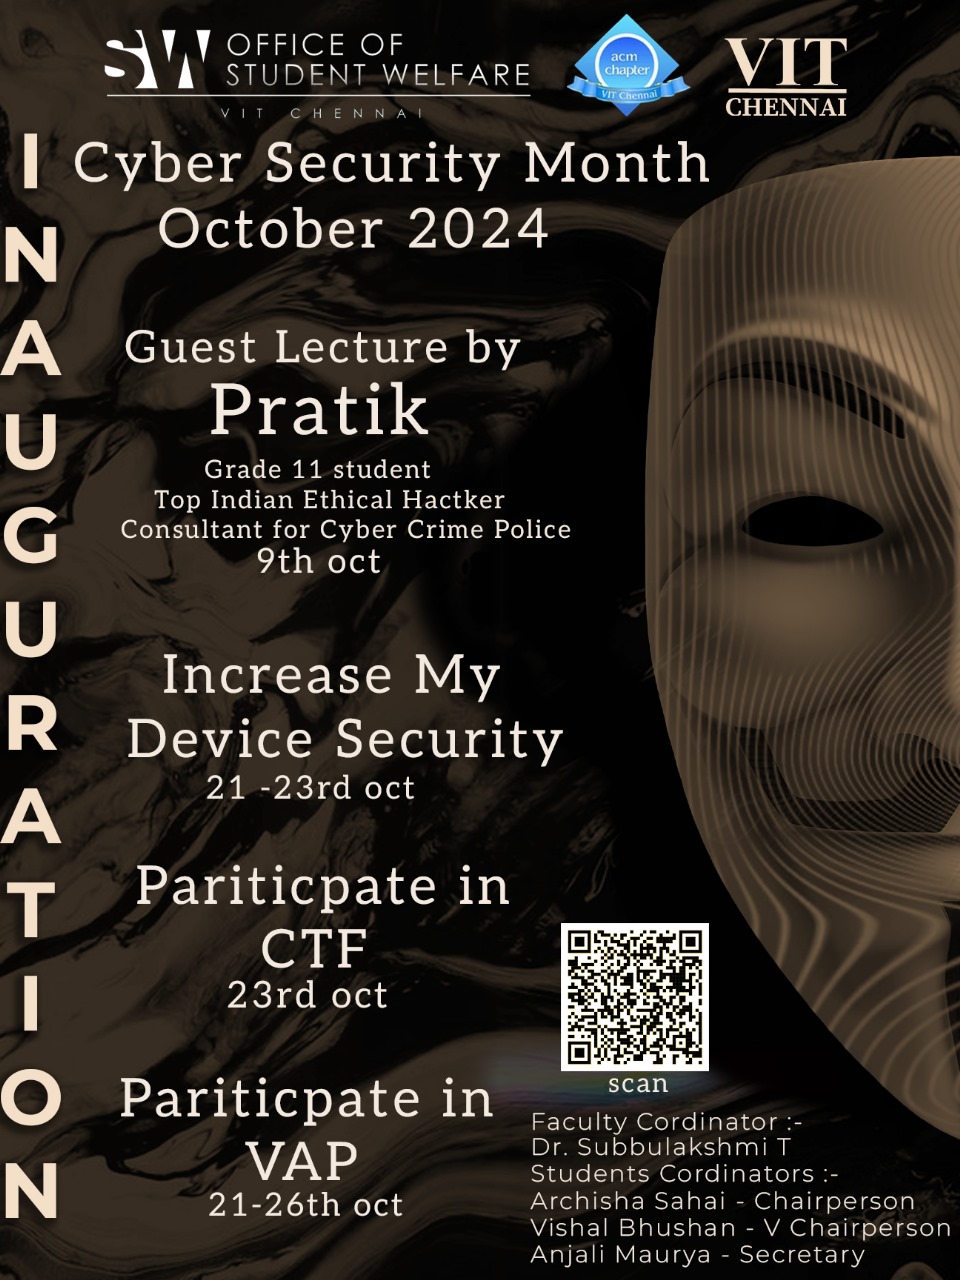 SW OFFICE OF
STUDENT WELFARE
VIT CHENNAI
acm
chapter
VIT Chennai
VIT
CHENNAI
INAUGURATION
Cyber Security Month
October 2024
Guest Lecture by
Pratik
Grade 11 student
Top Indian Ethical Hactker
Consultant for Cyber Crime Police
9th oct
Increase My
Device Security
21 -23rd oct
Pariticpate in
CTF
23rd oct
Pariticpate in
VAP
21-26th oct
scan
Faculty Cordinator :-
Dr. Subbulakshmi T
Students Cordinators :-
Archisha Sahai - Chairperson
Vishal Bhushan - V Chairperson
Anjali Maurya - Secretary